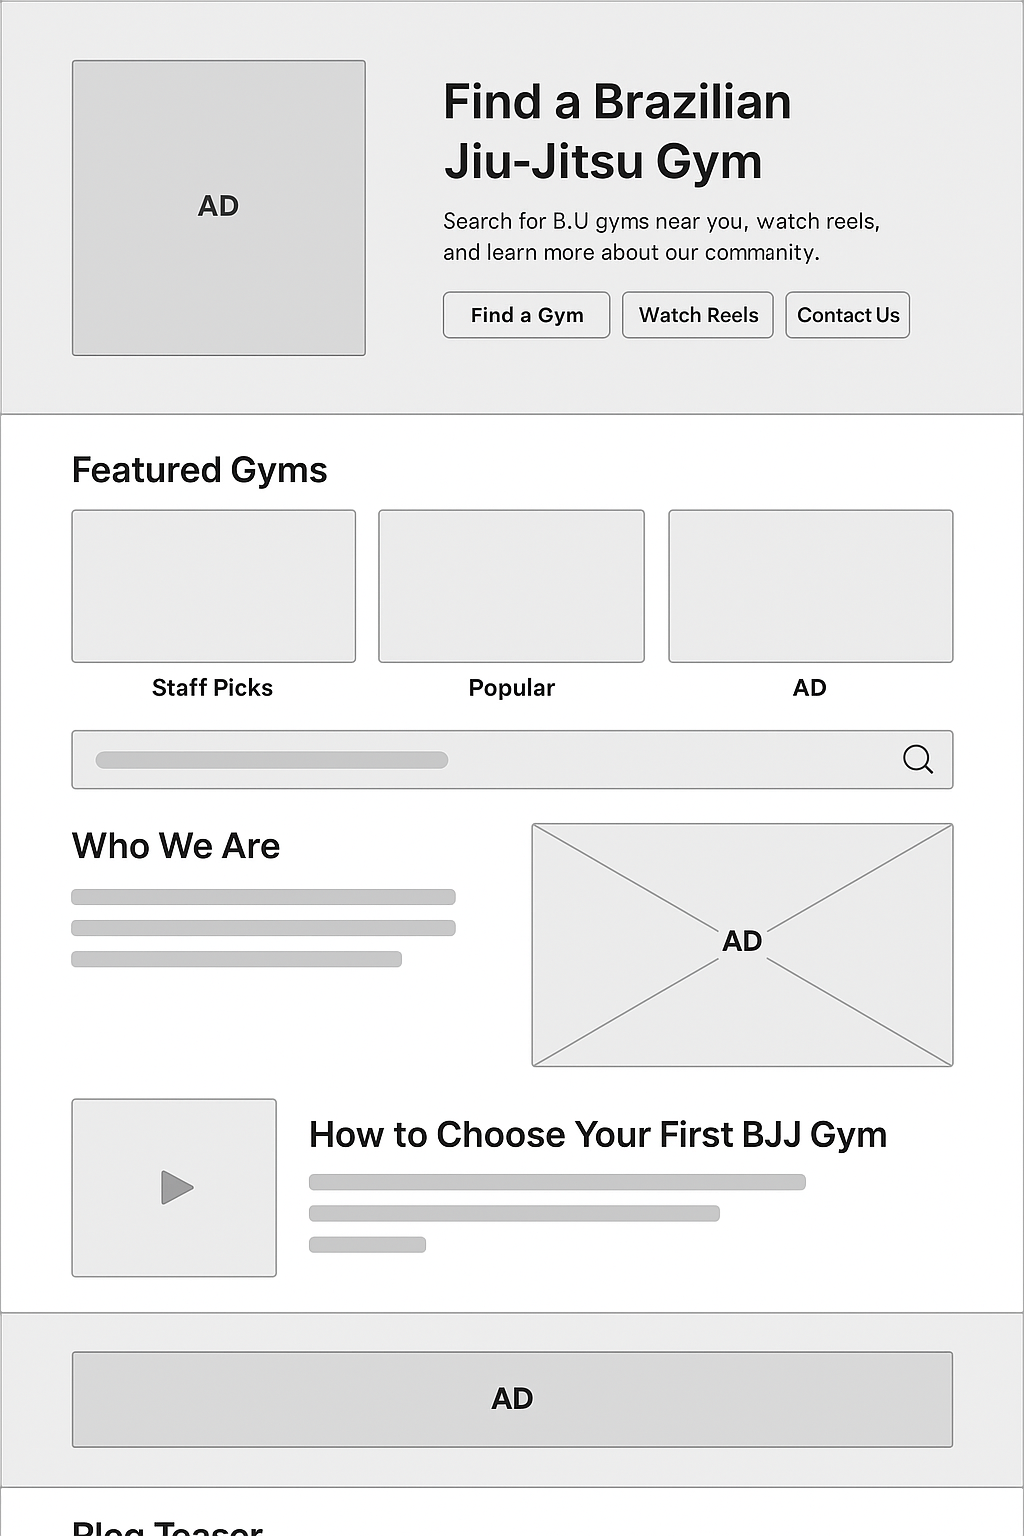 AD
Find a Brazilian
Jiu-Jitsu Gym
Search for B.U gyms near you, watch reels,
and learn more about our commanity.
Find a Gym
Watch Reels
Contact Us
Featured Gyms
Staff Picks
Popular
AD
Who We Are
AD
How to Choose Your First BJJ Gym
AD
Blog Teaser